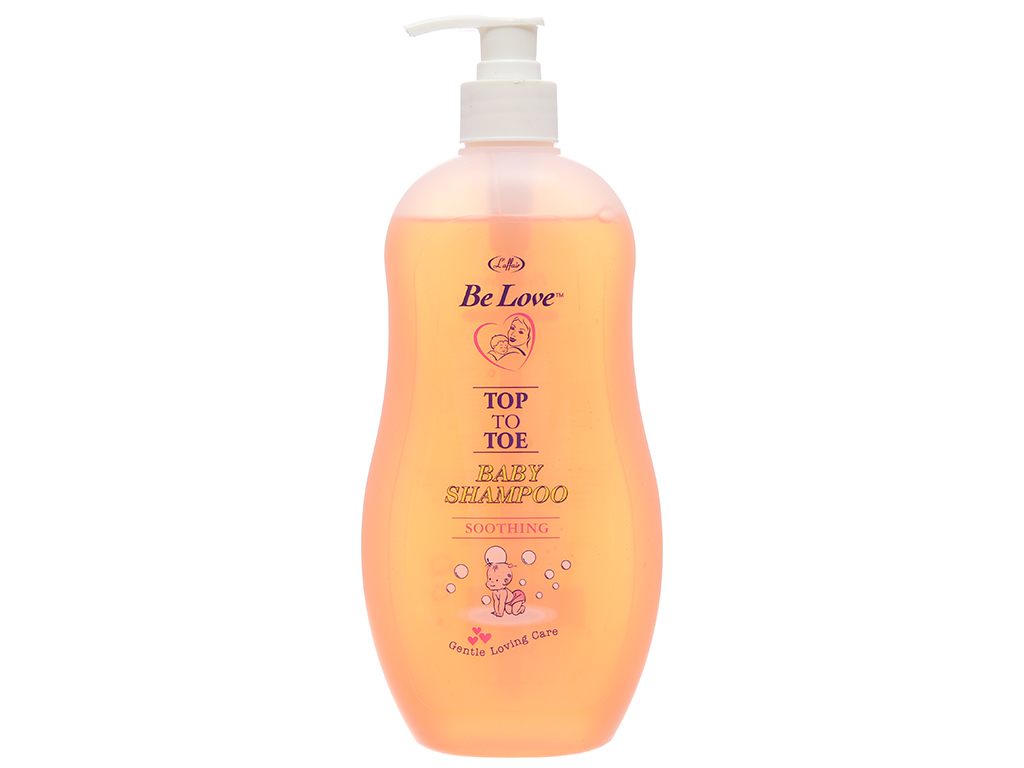 L'affair
Be Love™
TOP
TO
TOE
BABY
SHAMPOO
SOOTHING
Gentle Loving Care